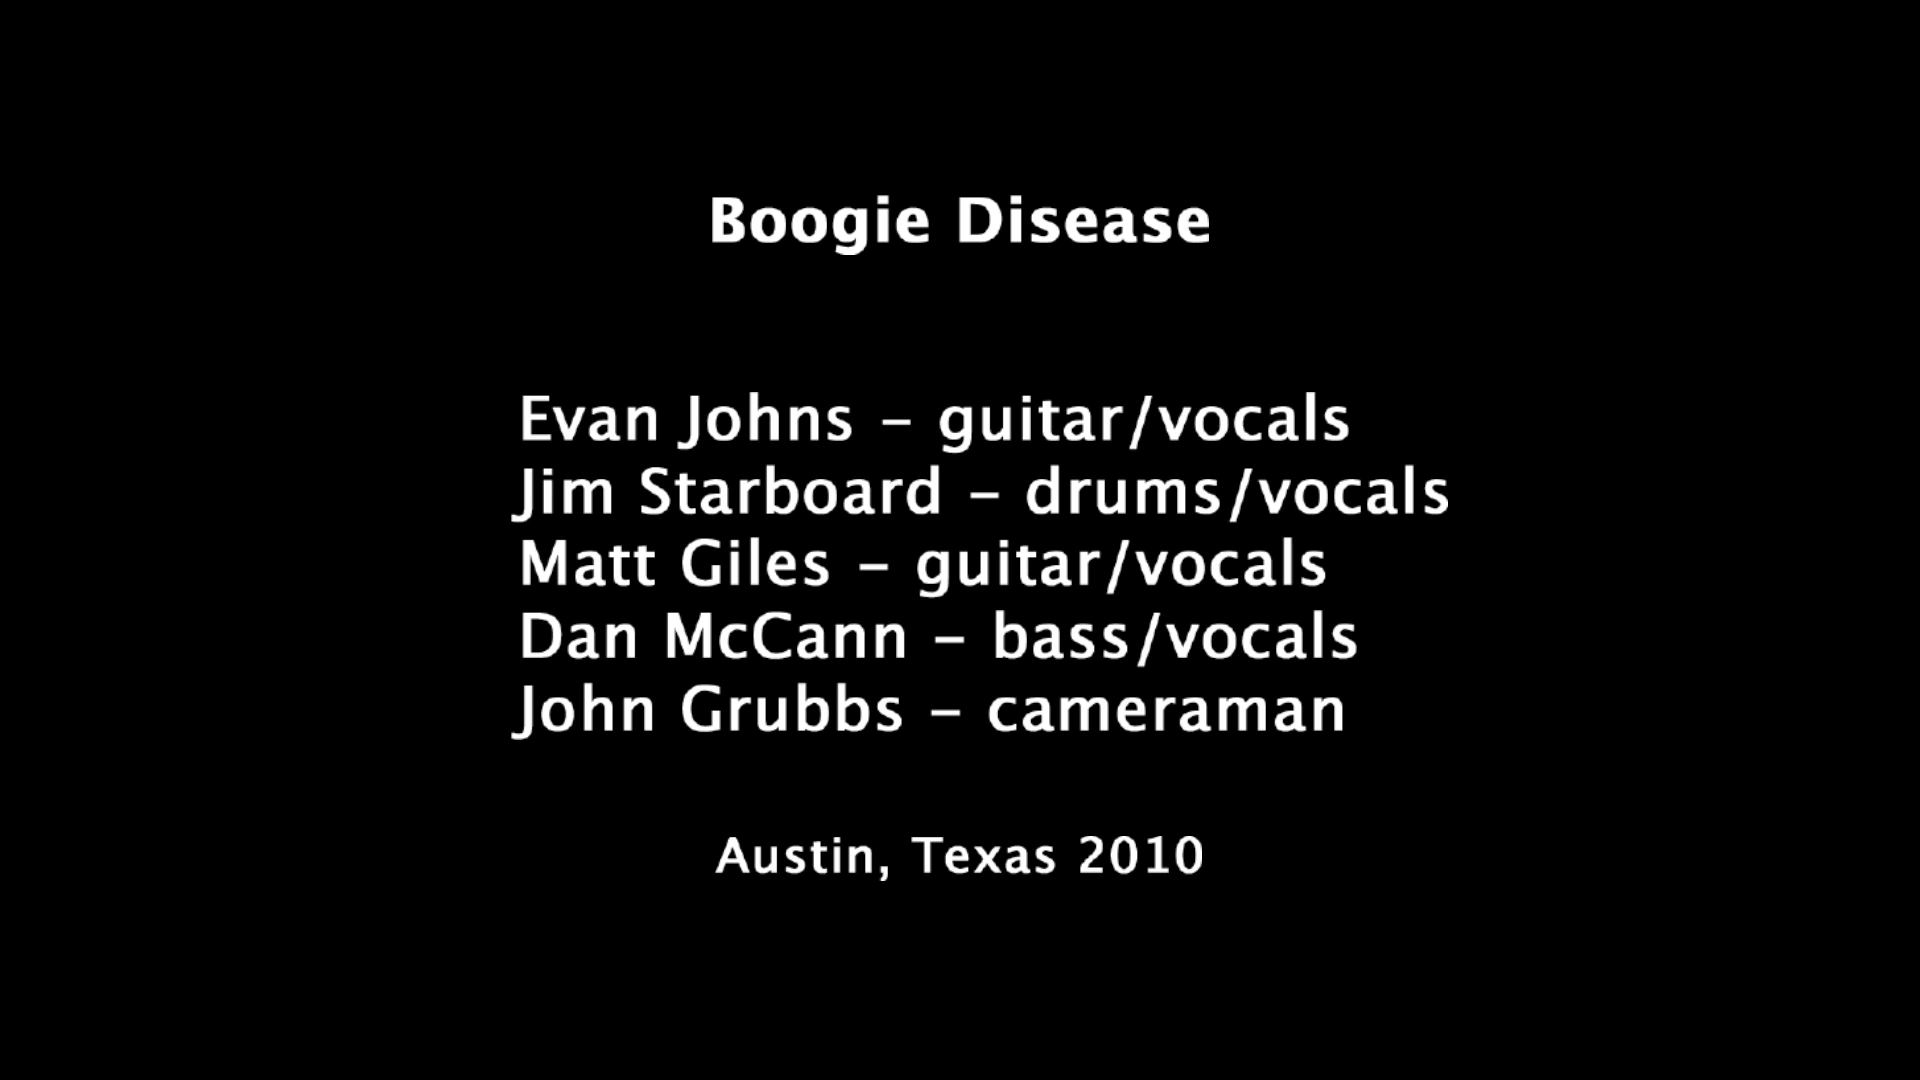 Boogie Disease
Evan Johns - guitar/vocals
Jim Starboard - drums/vocals
Matt Giles - guitar/vocals
Dan McCann - bass/vocals
John Grubbs - cameraman
Austin, Texas 2010